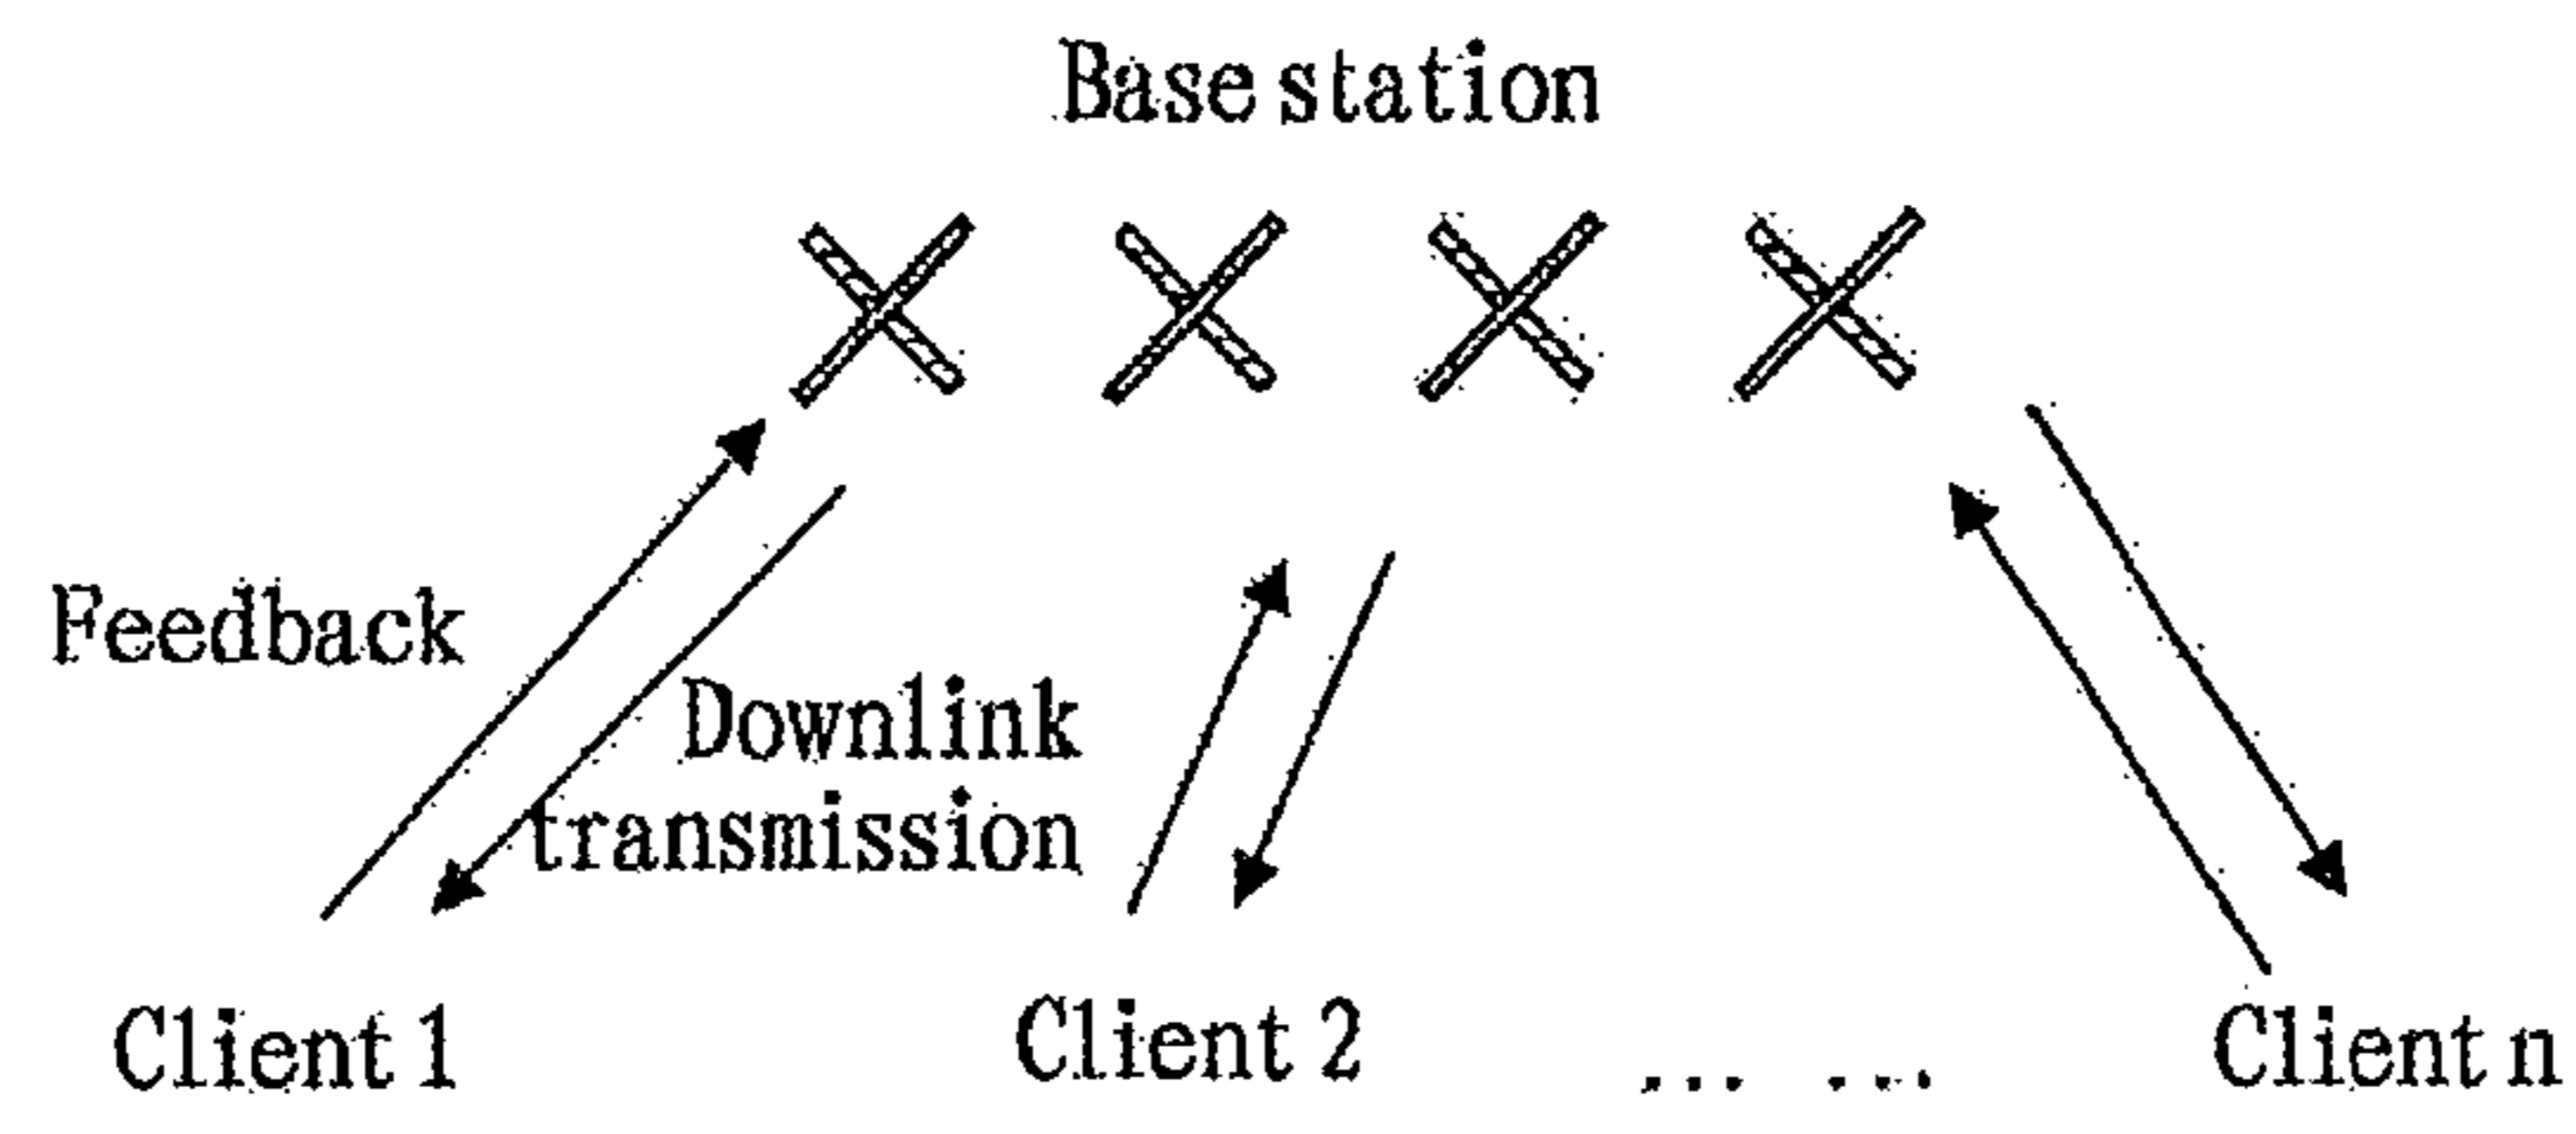 Base station
Feedback
Downlink
transmission
Client 1
Client 2
... ...
Client n